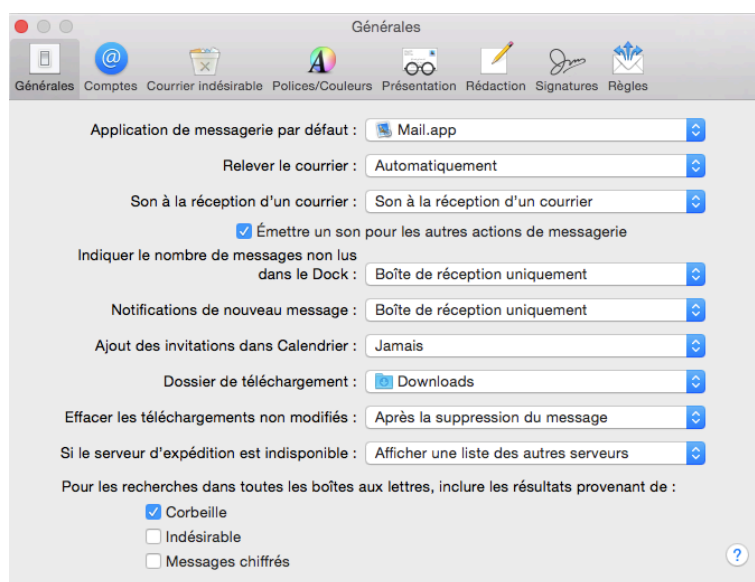 Générales
Générales Comptes Courrier indésirable Polices/Couleurs Présentation Rédaction Signatures Règles
Application de messagerie par défaut : Mail.app
Relever le courrier : Automatiquement
Son à la réception d'un courrier : Son à la réception d'un courrier
Émettre un son pour les autres actions de messagerie
Indiquer le nombre de messages non lus
dans le Dock : Boîte de réception uniquement
Notifications de nouveau message : Boîte de réception uniquement
Ajout des invitations dans Calendrier : Jamais
Dossier de téléchargement : Downloads
Effacer les téléchargements non modifiés : Après la suppression du message
Si le serveur d'expédition est indisponible : Afficher une liste des autres serveurs
Pour les recherches dans toutes les boîtes aux lettres, inclure les résultats provenant de :
Corbeille
Indésirable
Messages chiffrés
?